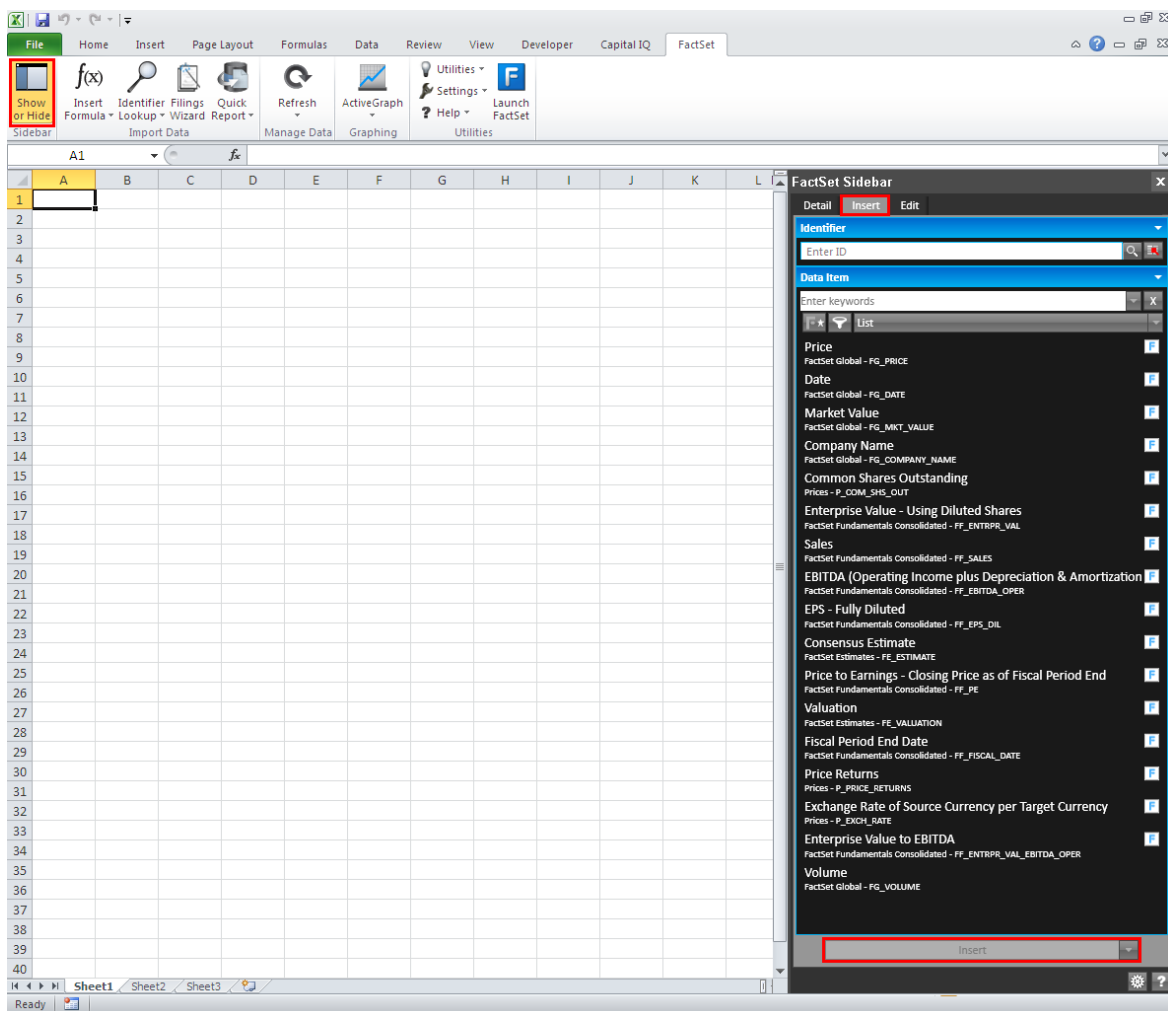 File Home Insert Page Layout Formulas Data Review View Developer Capital IQ FactSet
Show or Hide
Insert Formula
Identifier Lookup
Filings Wizard
Quick Report
Refresh
ActiveGraph
Utilities
Settings
? Help
Launch FactSet
Sidebar Import Data Manage Data Graphing Utilities
A1 fx
A B C D E F G H I J K L
1
2
3
4
5
6
7
8
9
10
11
12
13
14
15
16
17
18
19
20
21
22
23
24
25
26
27
28
29
30
31
32
33
34
35
36
37
38
39
40
FactSet Sidebar x
Detail Insert Edit
Identifier
Enter ID
Data Item
Enter keywords x
List
Price
FactSet Global - FG_PRICE
Date
FactSet Global - FG_DATE
Market Value
FactSet Global - FG_MKT_VALUE
Company Name
FactSet Global - FG_COMPANY_NAME
Common Shares Outstanding
Prices - P_COM_SHS_OUT
Enterprise Value - Using Diluted Shares
FactSet Fundamentals Consolidated - FF_ENTRPR_VAL
Sales
FactSet Fundamentals Consolidated - FF_SALES
EBITDA (Operating Income plus Depreciation & Amortization
FactSet Fundamentals Consolidated - FF_EBITDA_OPER
EPS - Fully Diluted
FactSet Fundamentals Consolidated - FF_EPS_DIL
Consensus Estimate
FactSet Estimates - FE_ESTIMATE
Price to Earnings - Closing Price as of Fiscal Period End
FactSet Fundamentals Consolidated - FF_PE
Valuation
FactSet Estimates - FE_VALUATION
Fiscal Period End Date
FactSet Fundamentals Consolidated - FF_FISCAL_DATE
Price Returns
Prices - P_PRICE_RETURNS
Exchange Rate of Source Currency per Target Currency
Prices - P_EXCH_RATE
Enterprise Value to EBITDA
FactSet Fundamentals Consolidated - FF_ENTRPR_VAL_EBITDA_OPER
Volume
FactSet Global - FG_VOLUME
Insert
Sheet1 Sheet2 Sheet3
Ready